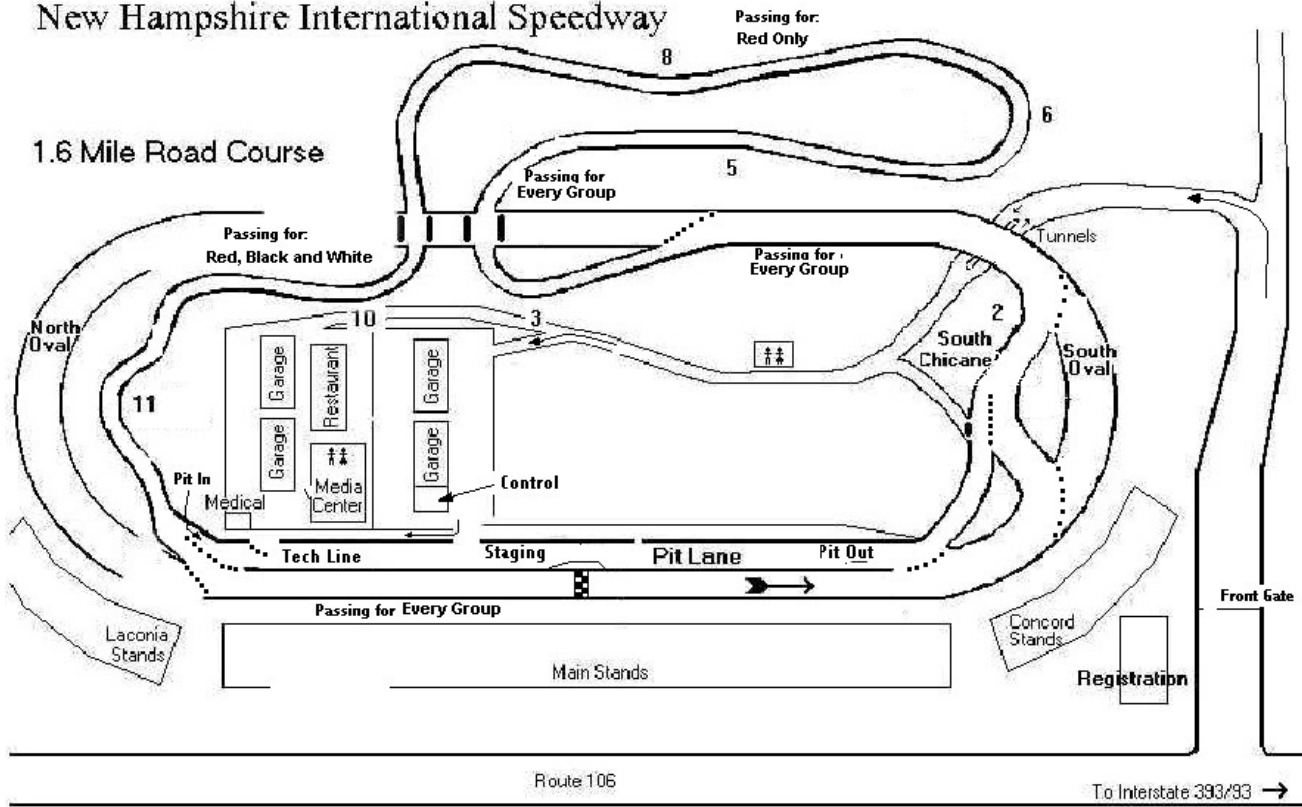 New Hampshire International Speedway
Passing for:
Red Only
8
6
1.6 Mile Road Course
5
Passing for
Every Group
Passing for:
Red, Black and White
Tunnels
Passing for
Every Group
10
3
2
North
Oval
South
Chicane
South
Oval
Garage
Restaurant
Garage
11
Garage
Garage
Pit In
Medical
Media
Center
Control
Tech Line
Staging
Pit Lane
Pit Out
Passing for Every Group
Front Gate
Laconia
Stands
Concord
Stands
Main Stands
Registration
Route 106
To Interstate 393/93